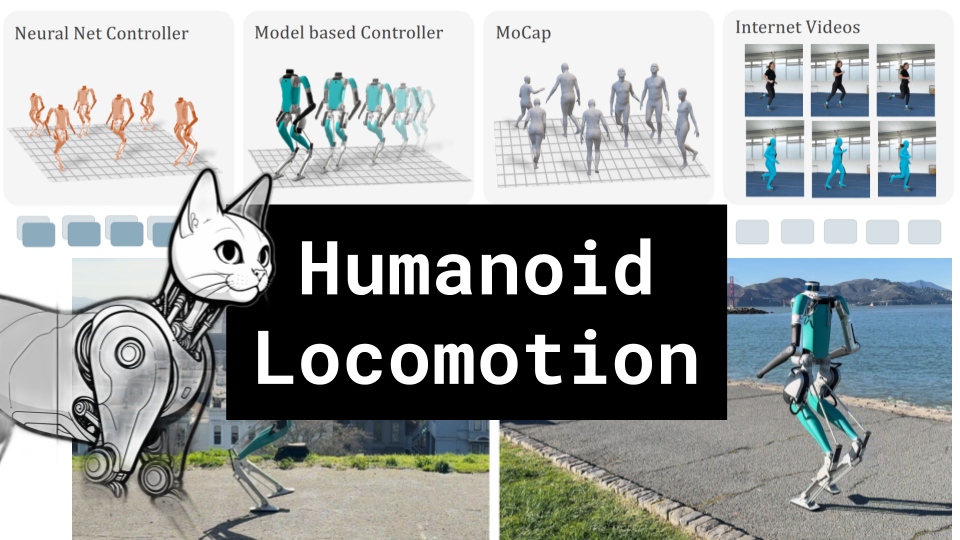 Neural Net Controller
Model based Controller
MoCap
Internet Videos
Humanoid
Locomotion